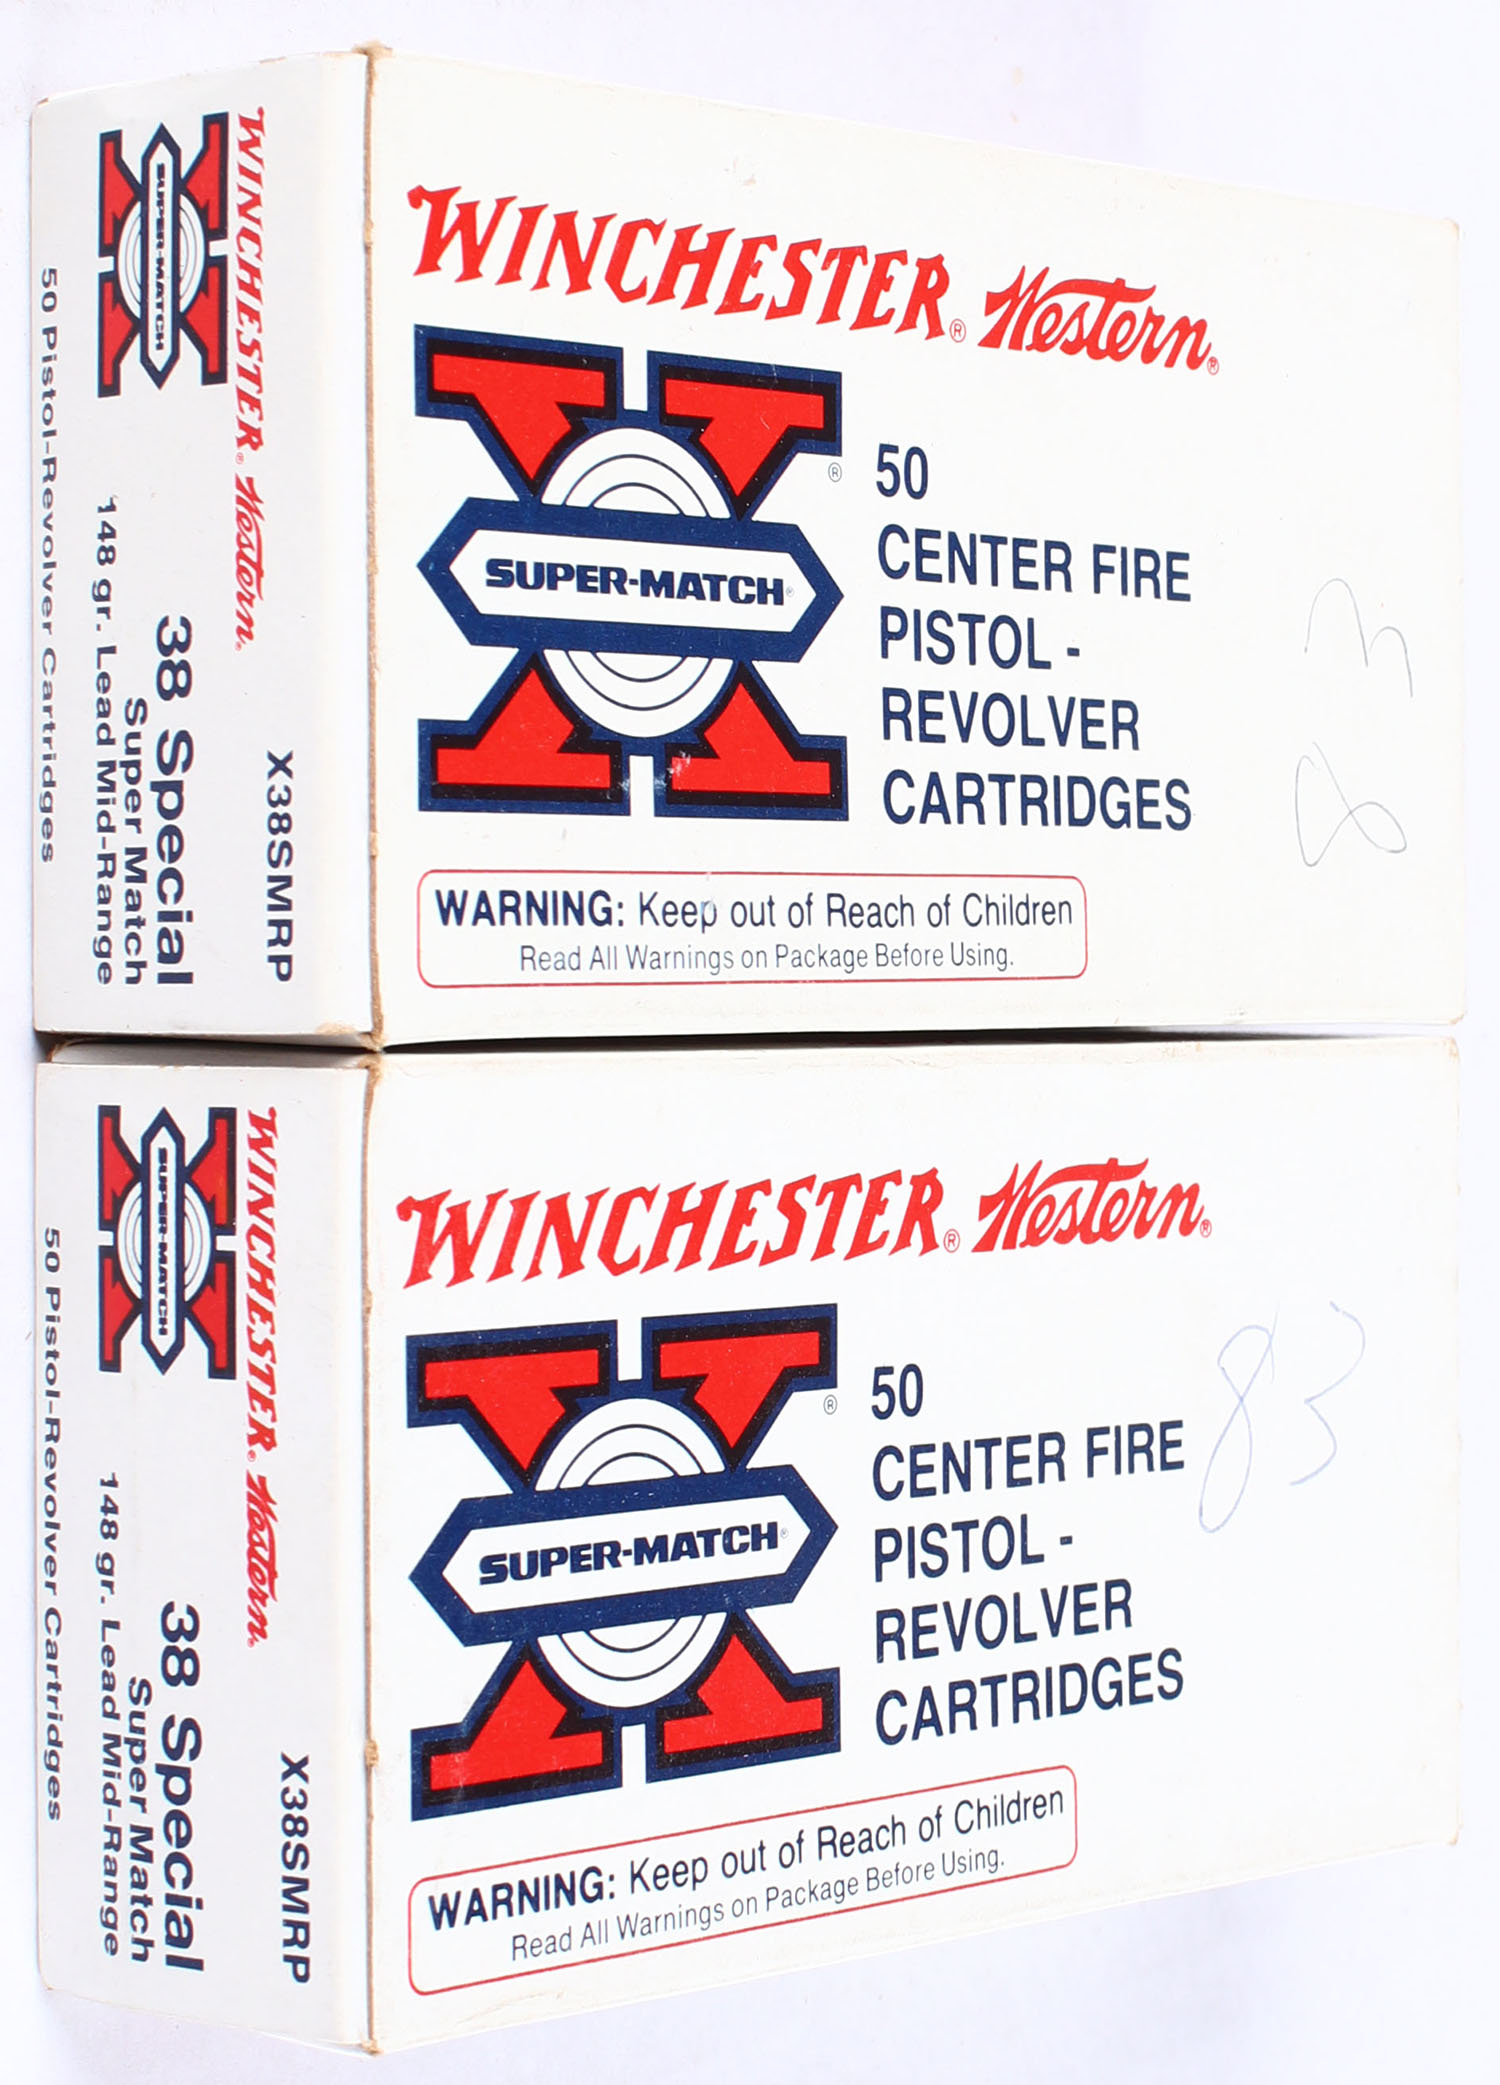 WINCHESTER® Western®
SUPER-MATCH®
®
50
CENTER FIRE
PISTOL -
REVOLVER
CARTRIDGES
WARNING: Keep out of Reach of Children
Read All Warnings on Package Before Using.
83
WINCHESTER® Western®
SUPER-MATCH
X38SMRP
38 Special
Super Match
148 gr. Lead Mid-Range
50 Pistol-Revolver Cartridges
WINCHESTER® Western®
SUPER-MATCH®
®
50
CENTER FIRE
PISTOL -
REVOLVER
CARTRIDGES
WARNING: Keep out of Reach of Children
Read All Warnings on Package Before Using.
83
WINCHESTER® Western®
SUPER-MATCH
X38SMRP
38 Special
Super Match
148 gr. Lead Mid-Range
50 Pistol-Revolver Cartridges